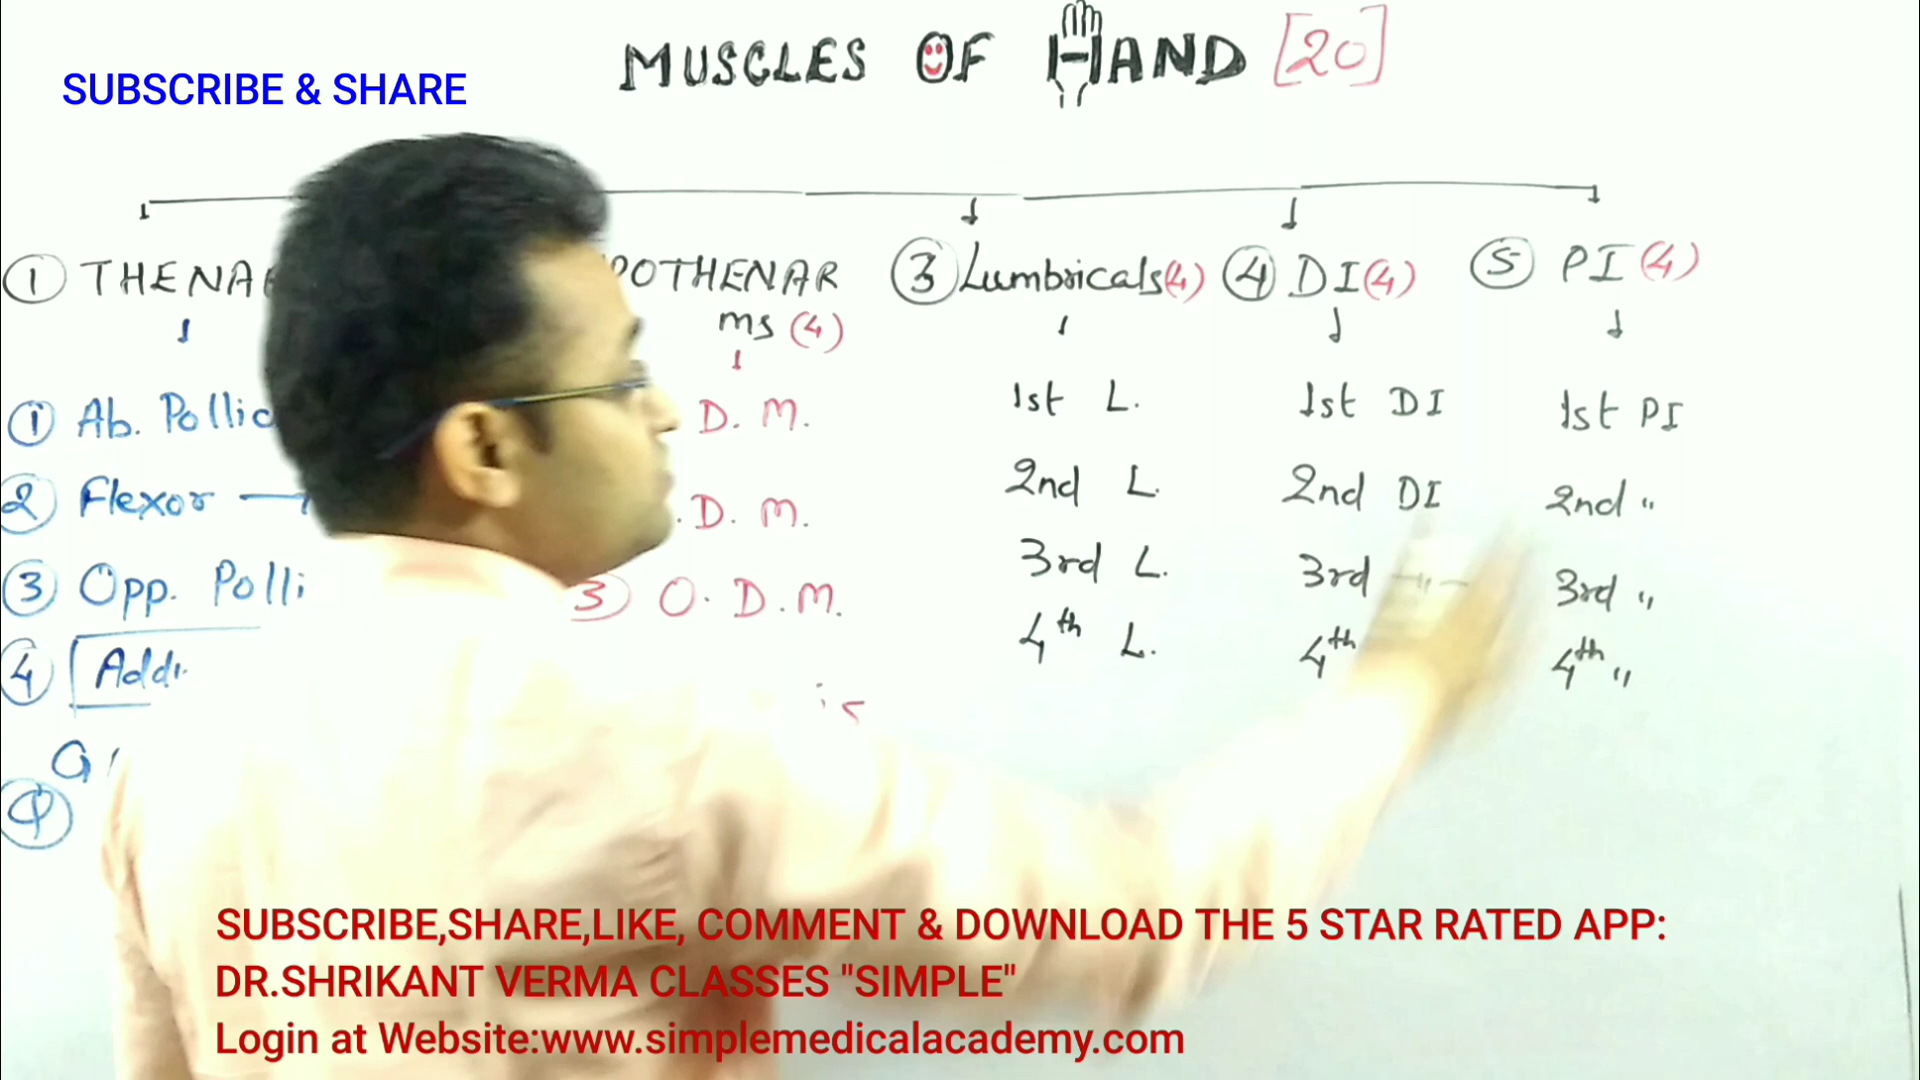 MUSCLES OF HAND [20]
SUBSCRIBE & SHARE
① THENA
POTHENAR
ms (4)
③ Lumbricals(4)
④ DI(4)
⑤ PI(4)
① Ab. Pollic
② Flexor
③ Opp. Polli
④ Add
D. M.
D. M.
③ O. D. M.
1st L.
2nd L.
3rd L.
4th L.
1st DI
2nd DI
3rd -"-
4th
1st PI
2nd "
3rd "
4th "
SUBSCRIBE,SHARE,LIKE, COMMENT & DOWNLOAD THE 5 STAR RATED APP:
DR.SHRIKANT VERMA CLASSES "SIMPLE"
Login at Website:www.simplemedicalacademy.com